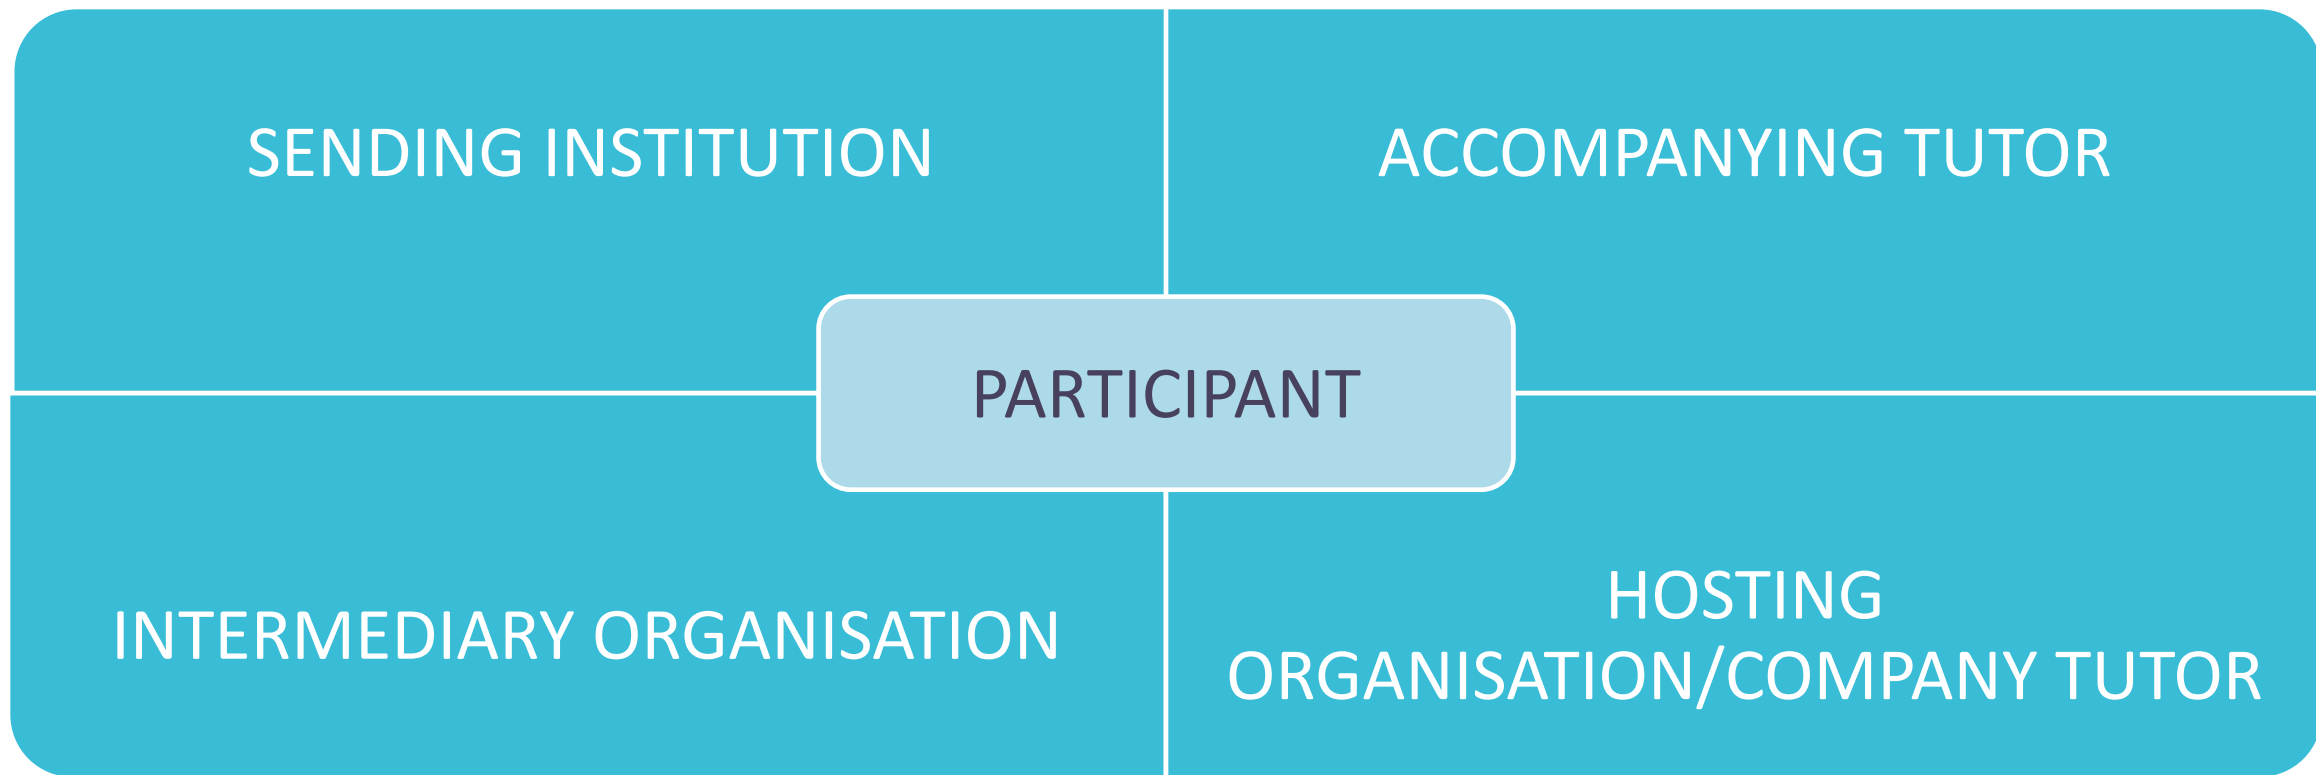 SENDING INSTITUTION
ACCOMPANYING TUTOR
PARTICIPANT
INTERMEDIARY ORGANISATION
HOSTING
ORGANISATION/COMPANY TUTOR